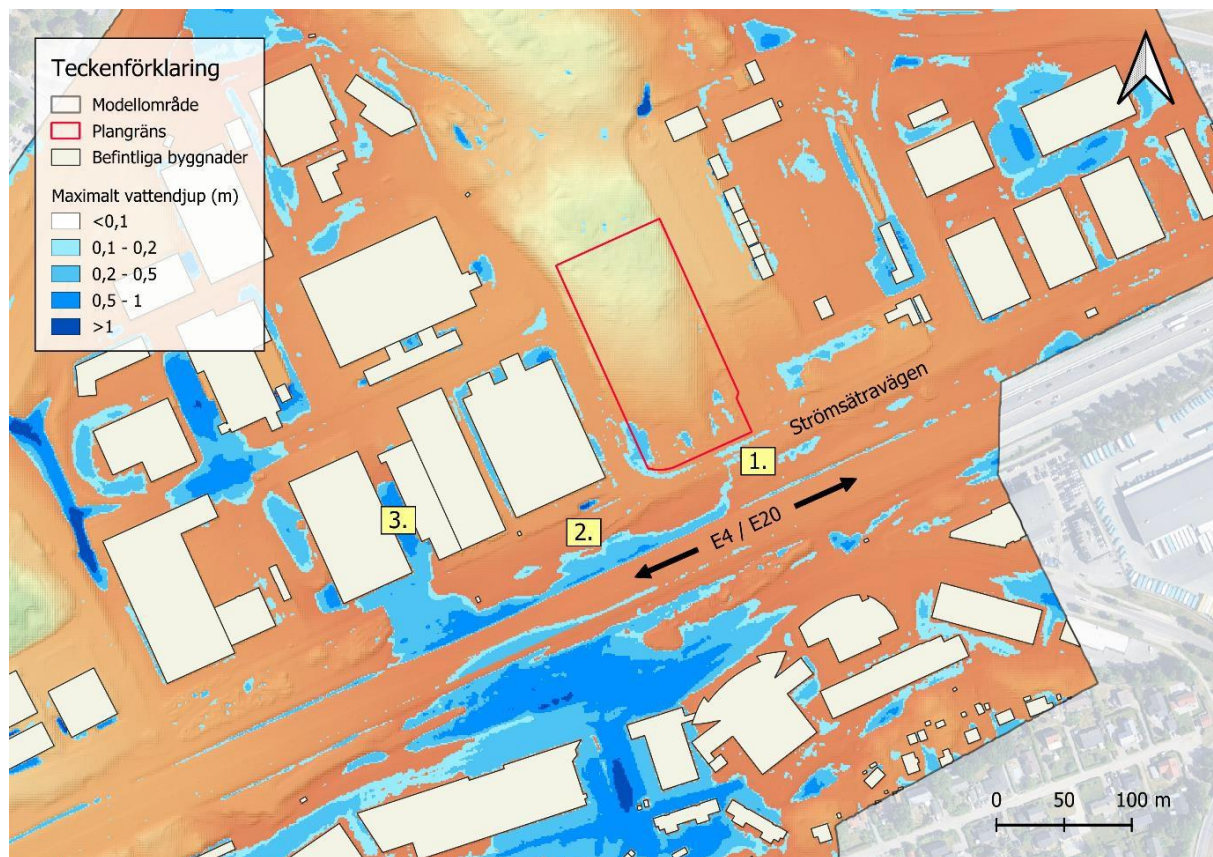 Teckenförklaring
Modellområde
Plangräns
Befintliga byggnader
Maximalt vattendjup (m)
<0,1
0,1 - 0,2
0,2 - 0,5
0,5 - 1
>1
Strömsätravägen
1.
E4 / E20
2.
3.
0 50 100 m